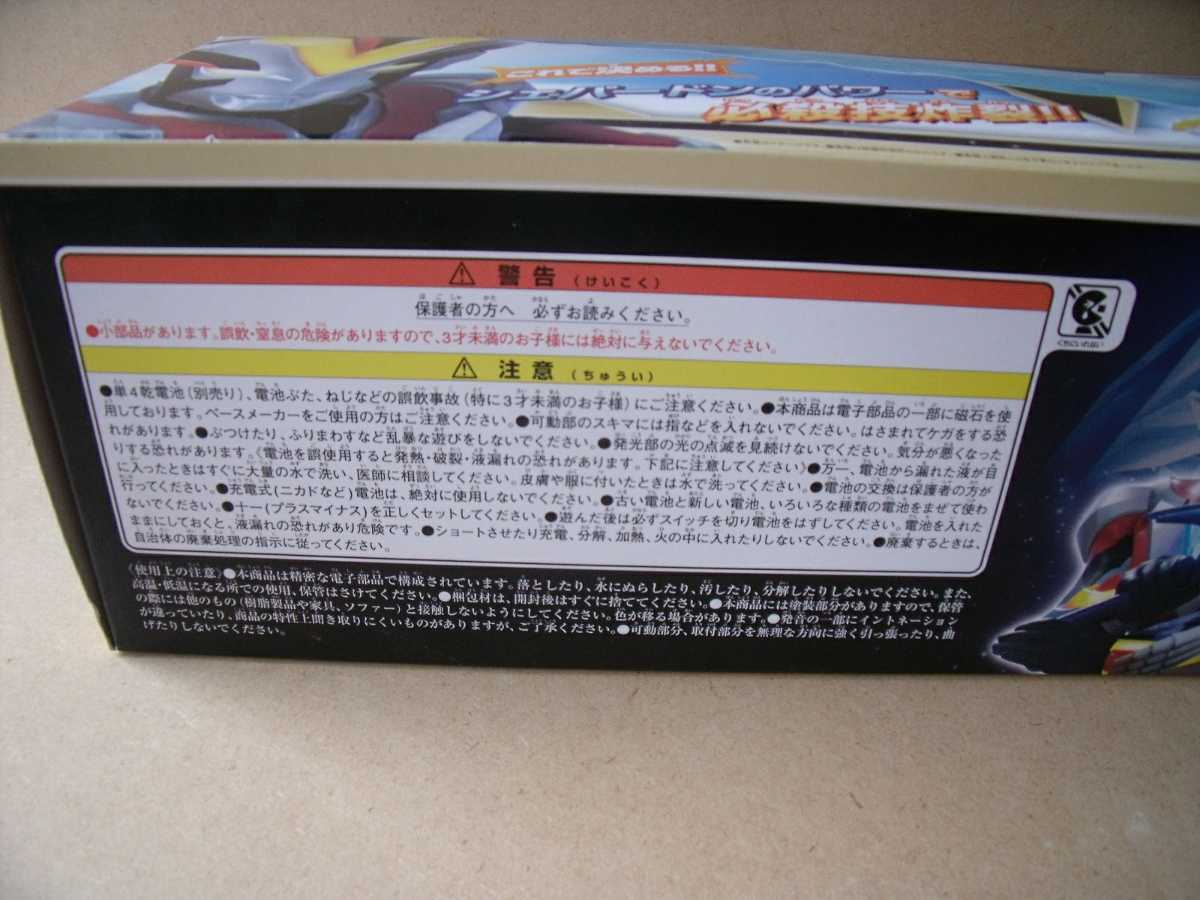 これで決める!!
シェパードンのパワーで
必殺技炸裂!!
警告（けいこく）
保護者の方へ 必ずお読みください。
●小部品があります。誤飲・窒息の危険がありますので、3才未満のお子様には絶対に与えないでください。
くちにいれない
注意（ちゅうい）
●単4乾電池（別売り）、電池ぶた、ねじなどの誤飲事故（特に3才未満のお子様）にご注意ください。●本商品は電子部品の一部に磁石を使
用しております。ペースメーカーをご使用の方はご注意ください。●可動部のスキマには指などを入れないでください。はさまれてケガをする恐
れがあります。●ぶつけたり、ふりまわすなど乱暴な遊びをしないでください。●発光部の光の点滅を見続けないでください。気分が悪くなった
りする恐れがあります。《電池を誤使用すると発熱・破裂・液漏れの恐れがあります。下記に注意してください》●万一、電池から漏れた液が目
に入ったときはすぐに大量の水で洗い、医師に相談してください。皮膚や服に付いたときは水で洗ってください。●電池の交換は保護者の方が
行ってください。●充電式（ニカドなど）電池は、絶対に使用しないでください。●古い電池と新しい電池、いろいろな種類の電池をまぜて使わ
ないでください。●＋－（プラスマイナス）を正しくセットしてください。●遊んだ後は必ずスイッチを切り電池をはずしてください。電池を入れた
ままにしておくと、液漏れの恐れがあり危険です。●ショートさせたり充電、分解、加熱、火の中に入れたりしないでください。●廃棄するときは、
自治体の廃棄処理の指示に従ってください。
《使用上の注意》●本商品は精密な電子部品で構成されています。落としたり、水にぬらしたり、汚したり、分解したりしないでください。また、
高温・低温になる所での使用、保管はさけてください。●梱包材は、開封後はすぐに捨ててください。●本商品には塗装部分がありますので、保管
の際には他のもの（樹脂製品や家具、ソファー）と接触しないようにしてください。色が移る場合があります。●発音の一部にイントネーション
が違っていたり、商品の特性上聞き取りにくいものがありますが、ご了承ください。●可動部分、取付部分を無理な方向に強く引っ張ったり、曲
げたりしないでください。